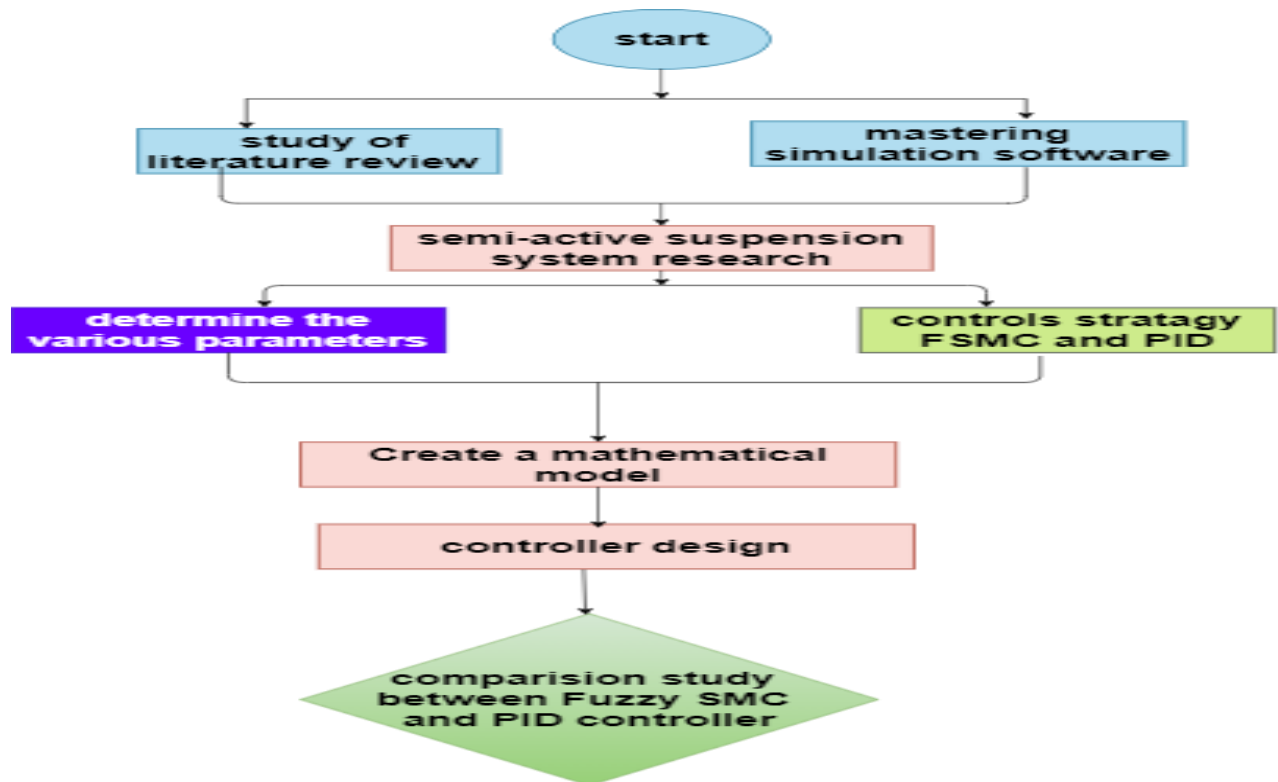 start
study of
literature review
mastering
simulation software
semi-active suspension
system research
determine the
various parameters
controls stratagy
FSMC and PID
Create a mathematical
model
controller design
comparision study
between Fuzzy SMC
and PID controller